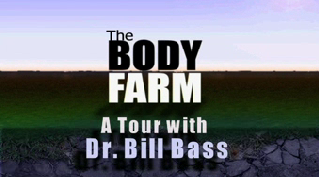 The
BODY
FARM
A Tour with
Dr. Bill Bass